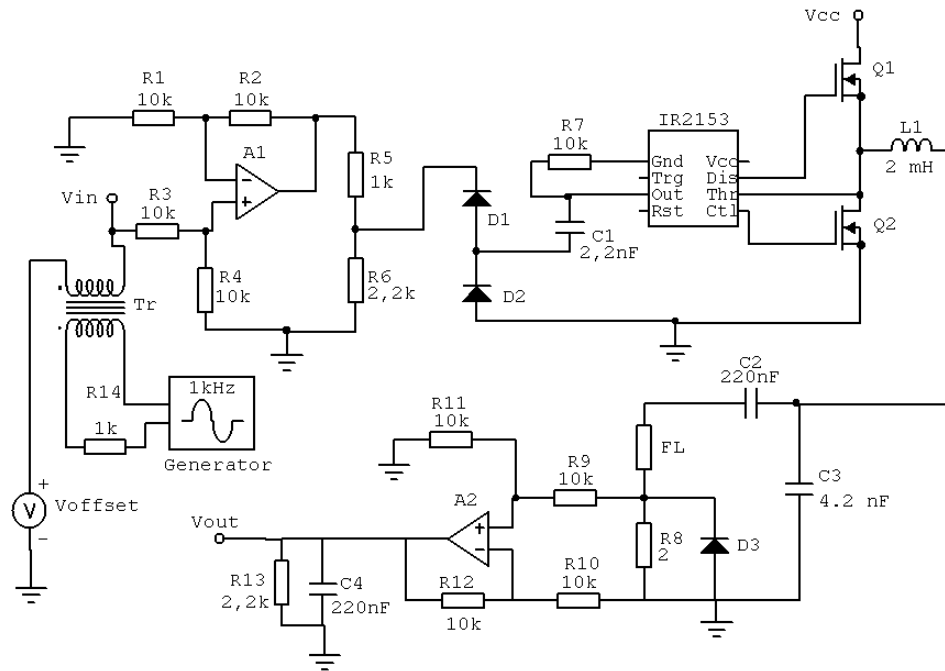 Vcc
R1
10k
R2
10k
A1
R3
10k
Vin
R4
10k
R5
1k
R6
2,2k
D1
D2
R7
10k
C1
2,2nF
IR2153
Gnd Vcc
Trg Dis
Out Thr
Rst Ctl
Q1
Q2
L1
2 mH
Tr
R14
1k
1kHz
Generator
+
Voffset
V
−
C2
220nF
R11
10k
FL
R9
10k
C3
4.2 nF
A2
R8
2
D3
R10
10k
R12
10k
Vout
R13
2,2k
C4
220nF